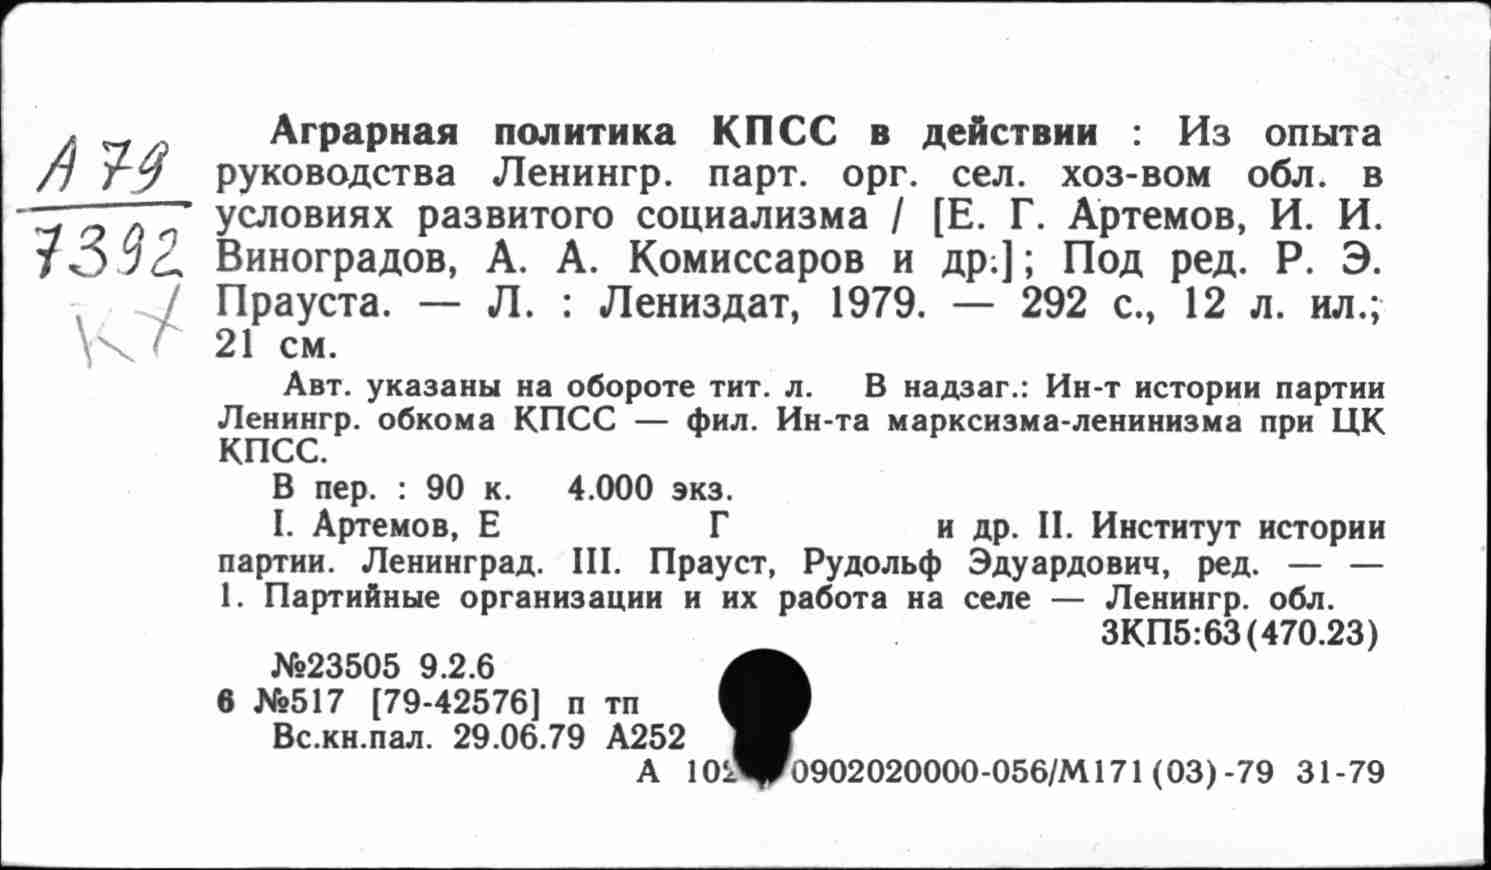 А 79
7392
К 7
Аграрная политика КПСС в действии : Из опыта
руководства Ленингр. парт. орг. сел. хоз-вом обл. в
условиях развитого социализма / [Е. Г. Артемов, И. И.
Виноградов, А. А. Комиссаров и др.]; Под ред. Р. Э.
Прауста. — Л. : Лениздат, 1979. — 292 с., 12 л. ил.;
21 см.
Авт. указаны на обороте тит. л. В надзаг.: Ин-т истории партии
Ленингр. обкома КПСС — фил. Ин-та марксизма-ленинизма при ЦК
КПСС.
В пер. : 90 к. 4.000 экз.
I. Артемов, Е Г и др. II. Институт истории
партии. Ленинград. III. Прауст, Рудольф Эдуардович, ред. — —
1. Партийные организации и их работа на селе — Ленингр. обл.
3КП5:63(470.23)
№23505 9.2.6
6 №517 [79-42576] п тп
Вс.кн.пал. 29.06.79 А252
А 0902020000-056/М171(03)-79 31-79